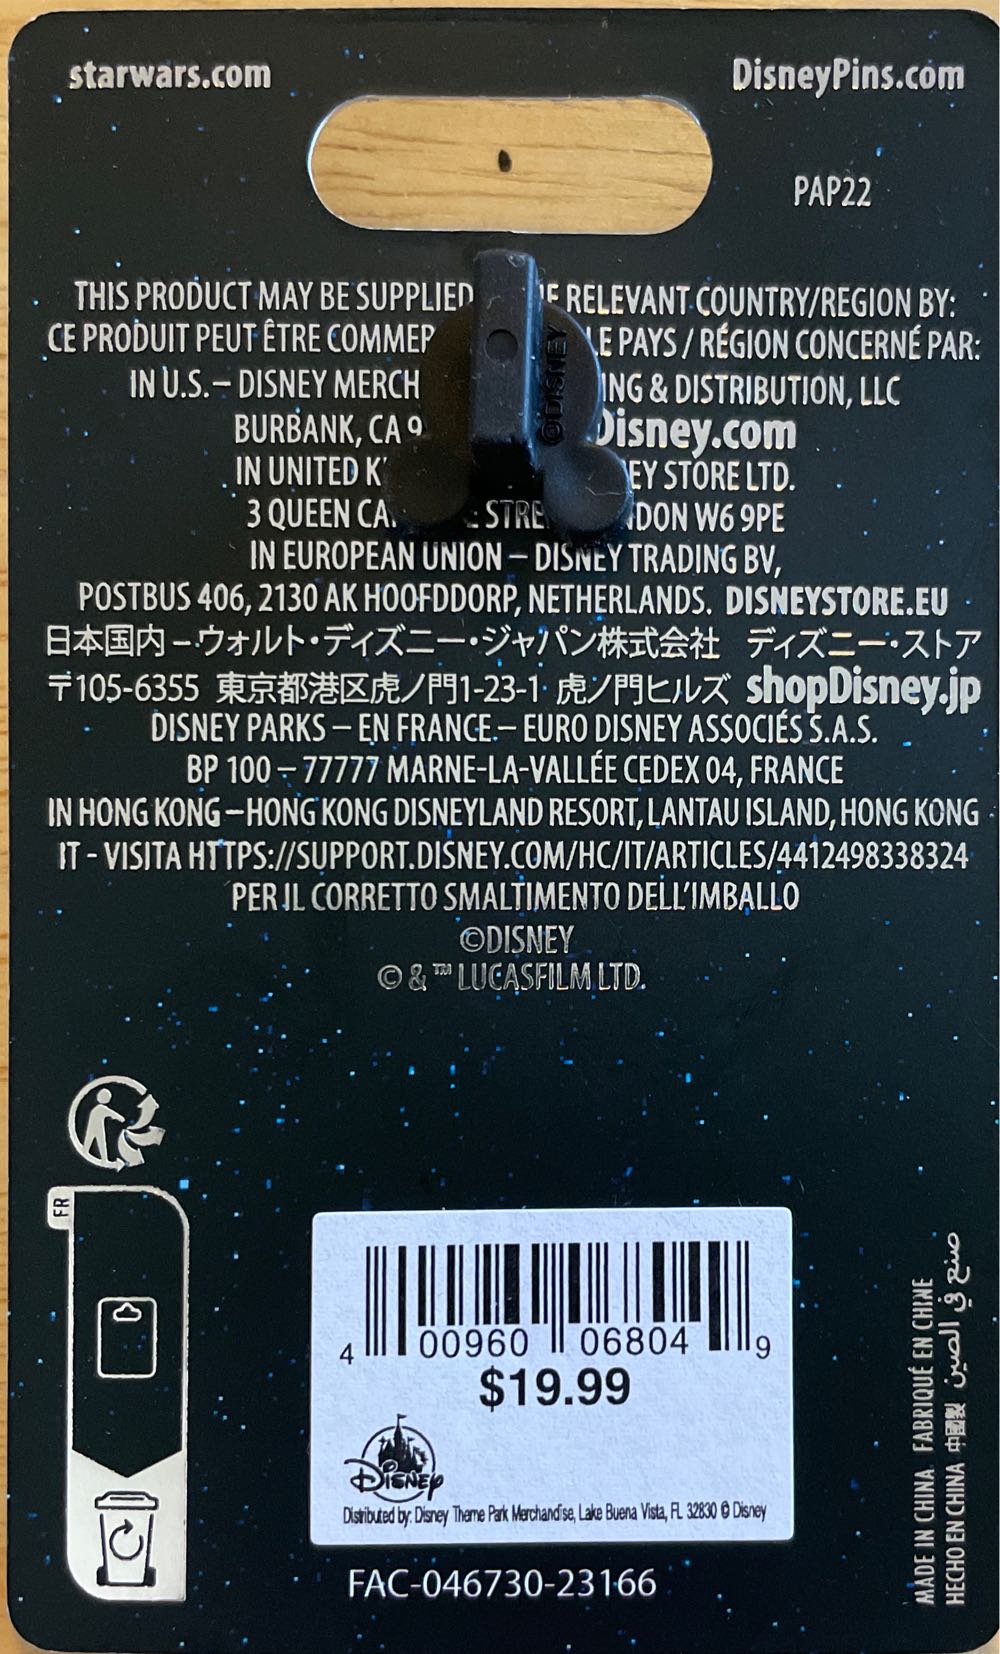 starwars.com
DisneyPins.com
PAP22
THIS PRODUCT MAY BE SUPPLIED RELEVANT COUNTRY/REGION BY:
CE PRODUIT PEUT ÊTRE LE PAYS / RÉGION CONCERNÉ PAR:
IN U.S. – DISNEY & DISTRIBUTION, LLC
BURBANK, CA Disney.com
IN UNITED STORE LTD.
3 QUEEN W6 9PE
IN EUROPEAN UNION – DISNEY TRADING BV,
POSTBUS 406, 2130 AK HOOFDDORP, NETHERLANDS. DISNEYSTORE.EU
日本国内 – ウォルト・ディズニー・ジャパン株式会社 ディズニー・ストア
〒105-6355 東京都港区虎ノ門1-23-1 虎ノ門ヒルズ shopDisney.jp
DISNEY PARKS – EN FRANCE – EURO DISNEY ASSOCIÉS S.A.S.
BP 100 – 77777 MARNE-LA-VALLÉE CEDEX 04, FRANCE
IN HONG KONG – HONG KONG DISNEYLAND RESORT, LANTAU ISLAND, HONG KONG
IT - VISITA HTTPS://SUPPORT.DISNEY.COM/HC/IT/ARTICLES/4412498338324
PER IL CORRETTO SMALTIMENTO DELL'IMBALLO
©DISNEY
© & ™ LUCASFILM LTD.
©DISNEY
FR
4 00960 06804 9
$19.99
Disney
Distributed by: Disney Theme Park Merchandise, Lake Buena Vista, FL 32830 © Disney
FAC-046730-23166
MADE IN CHINA FABRIQUÉ EN CHINE
HECHO EN CHINA 中國製 صنع في الصين